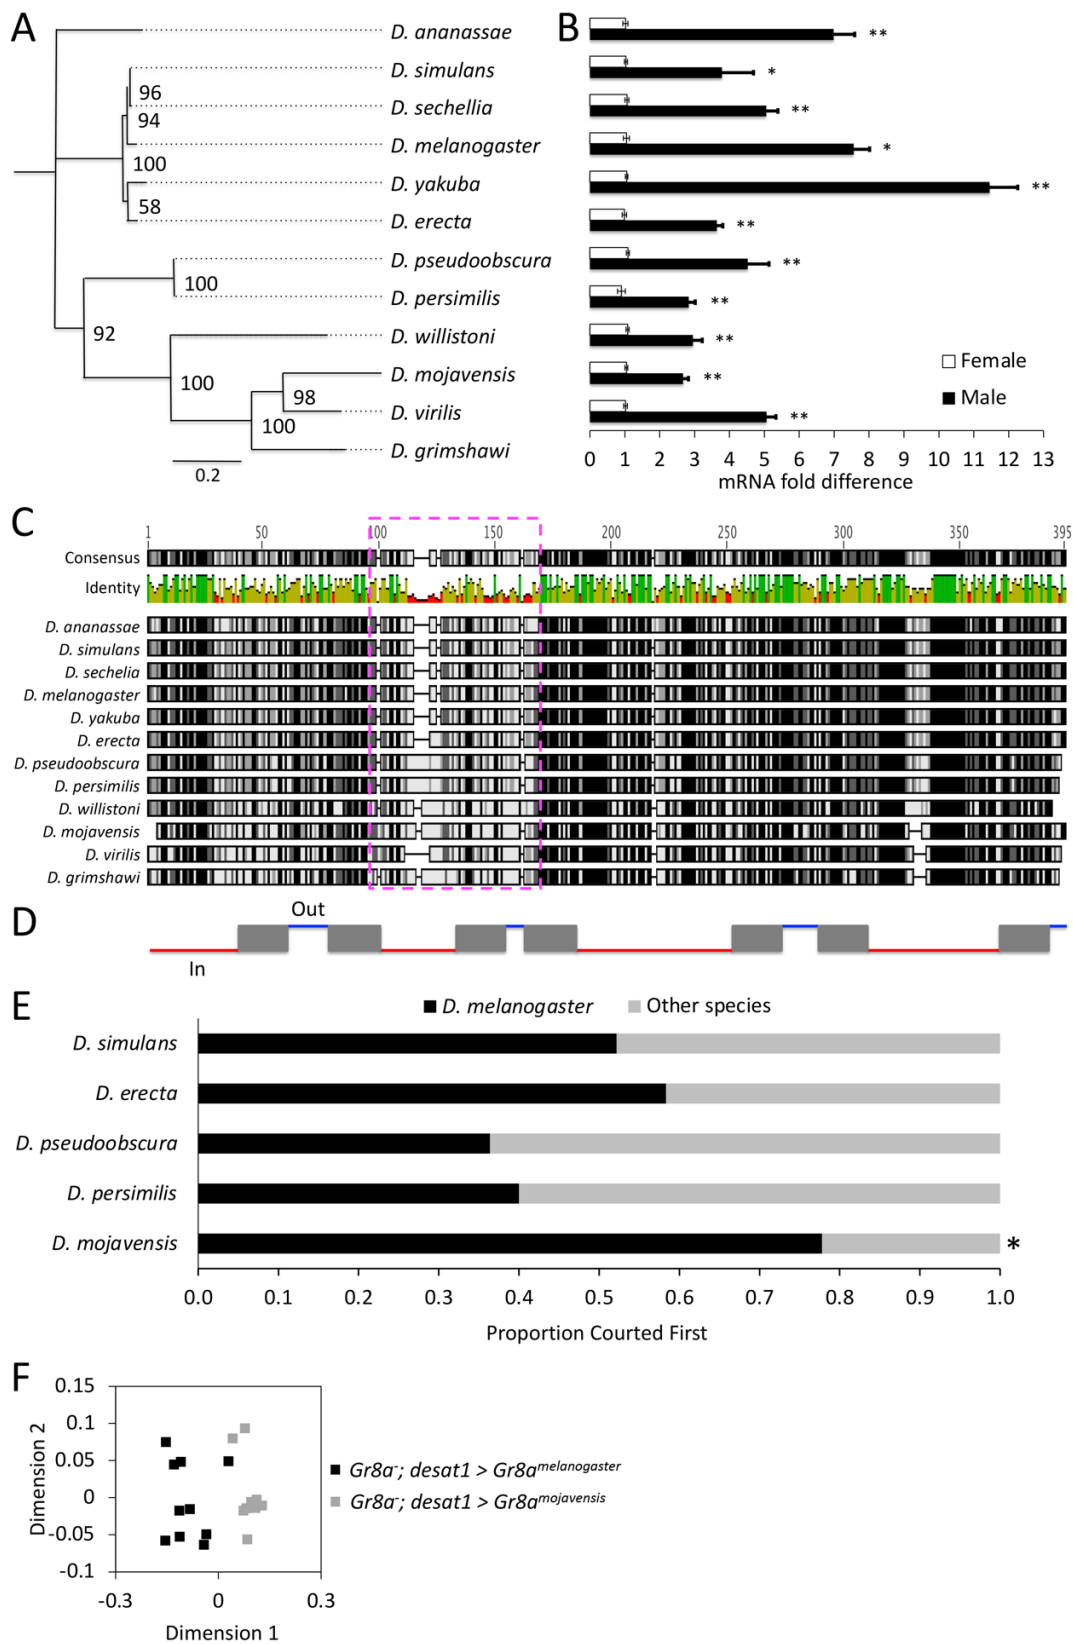 A
D. ananassae
D. simulans
D. sechellia
D. melanogaster
D. yakuba
D. erecta
D. pseudoobscura
D. persimilis
D. willistoni
D. mojavensis
D. virilis
D. grimshawi
96
94
100
58
100
92
100
98
100
0.2
B
**
*
**
*
**
**
**
**
**
**
**
Female
Male
0 1 2 3 4 5 6 7 8 9 10 11 12 13
mRNA fold difference
C
1 50 100 150 200 250 300 350 395
Consensus
Identity
D. ananassae
D. simulans
D. sechelia
D. melanogaster
D. yakuba
D. erecta
D. pseudoobscura
D. persimilis
D. willistoni
D. mojavensis
D. virilis
D. grimshawi
D
Out
In
E
D. melanogaster Other species
D. simulans
D. erecta
D. pseudoobscura
D. persimilis
D. mojavensis
*
0.0 0.1 0.2 0.3 0.4 0.5 0.6 0.7 0.8 0.9 1.0
Proportion Courted First
F
0.15
0.1
0.05
0
-0.05
-0.1
Dimension 2
-0.3 0 0.3
Dimension 1
Gr8a-; desat1 > Gr8amelanogaster
Gr8a-; desat1 > Gr8amojavensis